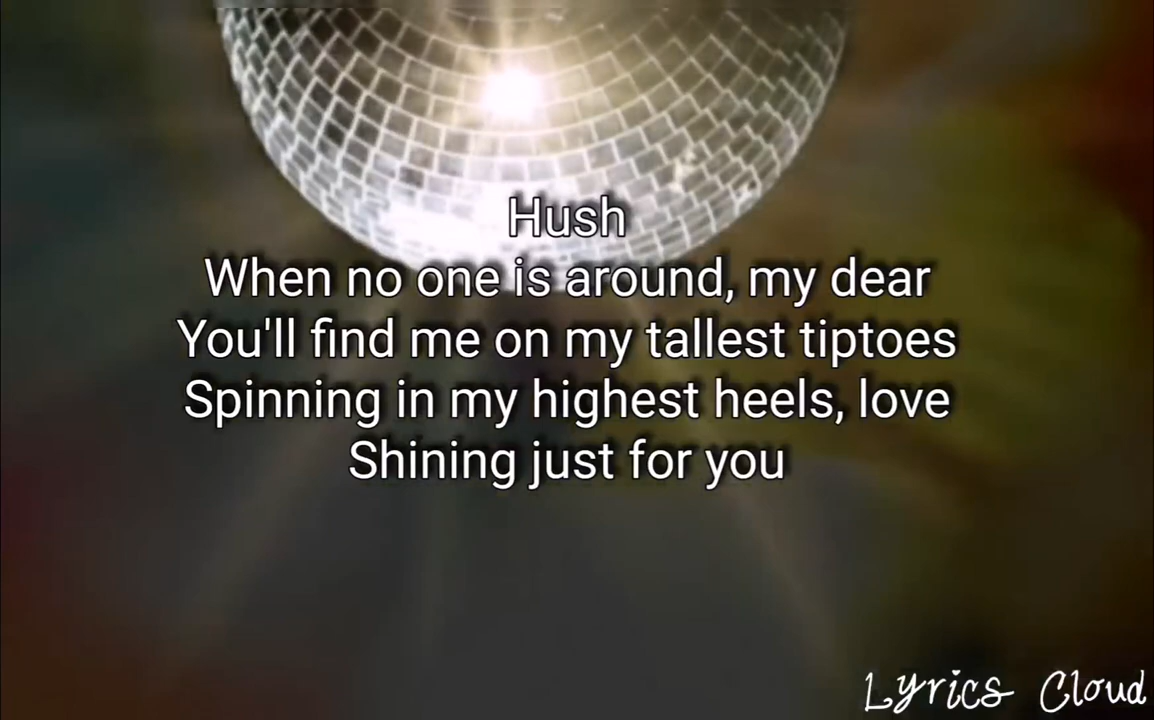 Hush
When no one is around, my dear
You'll find me on my tallest tiptoes
Spinning in my highest heels, love
Shining just for you
Lyrics Cloud